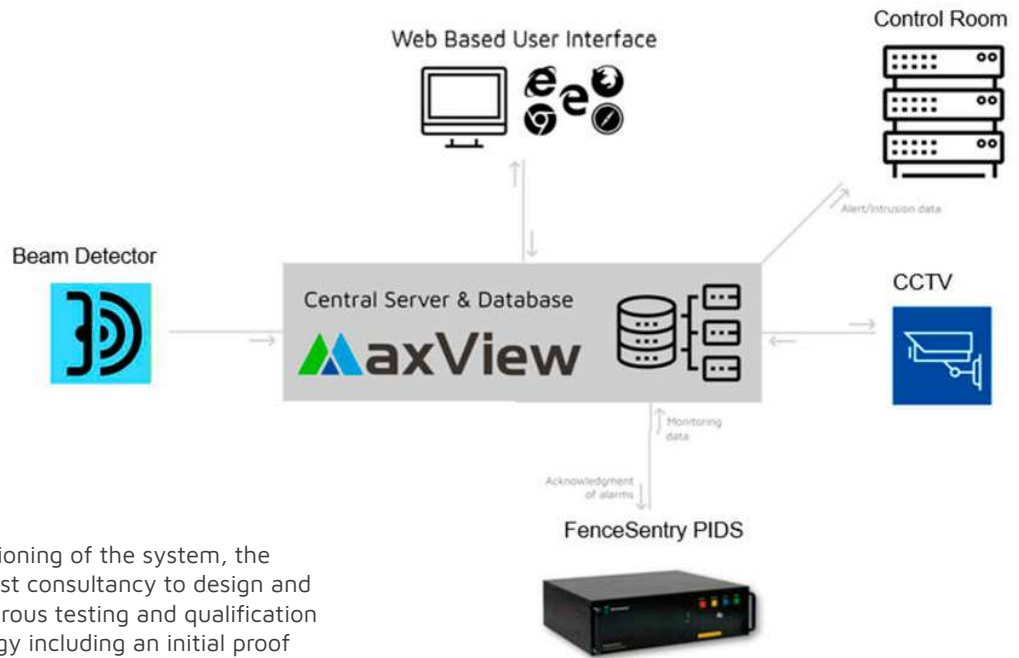 Control Room
Web Based User Interface
Alert/Intrusion data
Beam Detector
CCTV
Central Server & Database
MaxView
Monitoring
data
Acknowledgment
of alarms
FenceSentry PIDS
ioning of the system, the
st consultancy to design and
rous testing and qualification
gy including an initial proof